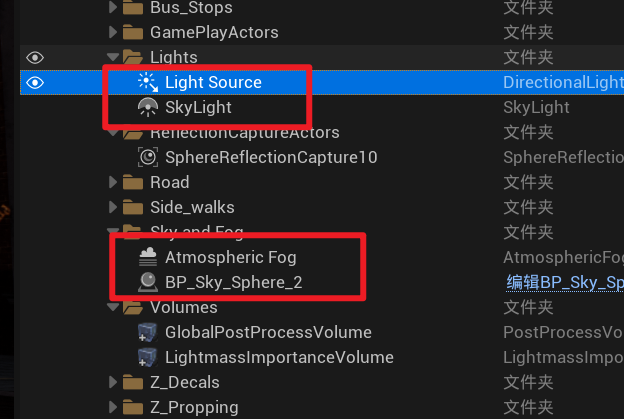 Bus_Stops 文件夹
GamePlayActors 文件夹
Lights 文件夹
Light Source DirectionalLight
SkyLight SkyLight
ReflectionCaptureActors 文件夹
SphereReflectionCapture10 SphereReflectio
Road 文件夹
Side_walks 文件夹
Sky and Fog 文件夹
Atmospheric Fog AtmosphericFo
BP_Sky_Sphere_2 编辑BP_Sky_Sp
Volumes 文件夹
GlobalPostProcessVolume PostProcessVo
LightmassImportanceVolume LightmassImpo
Z_Decals 文件夹
Z_Propping 文件夹